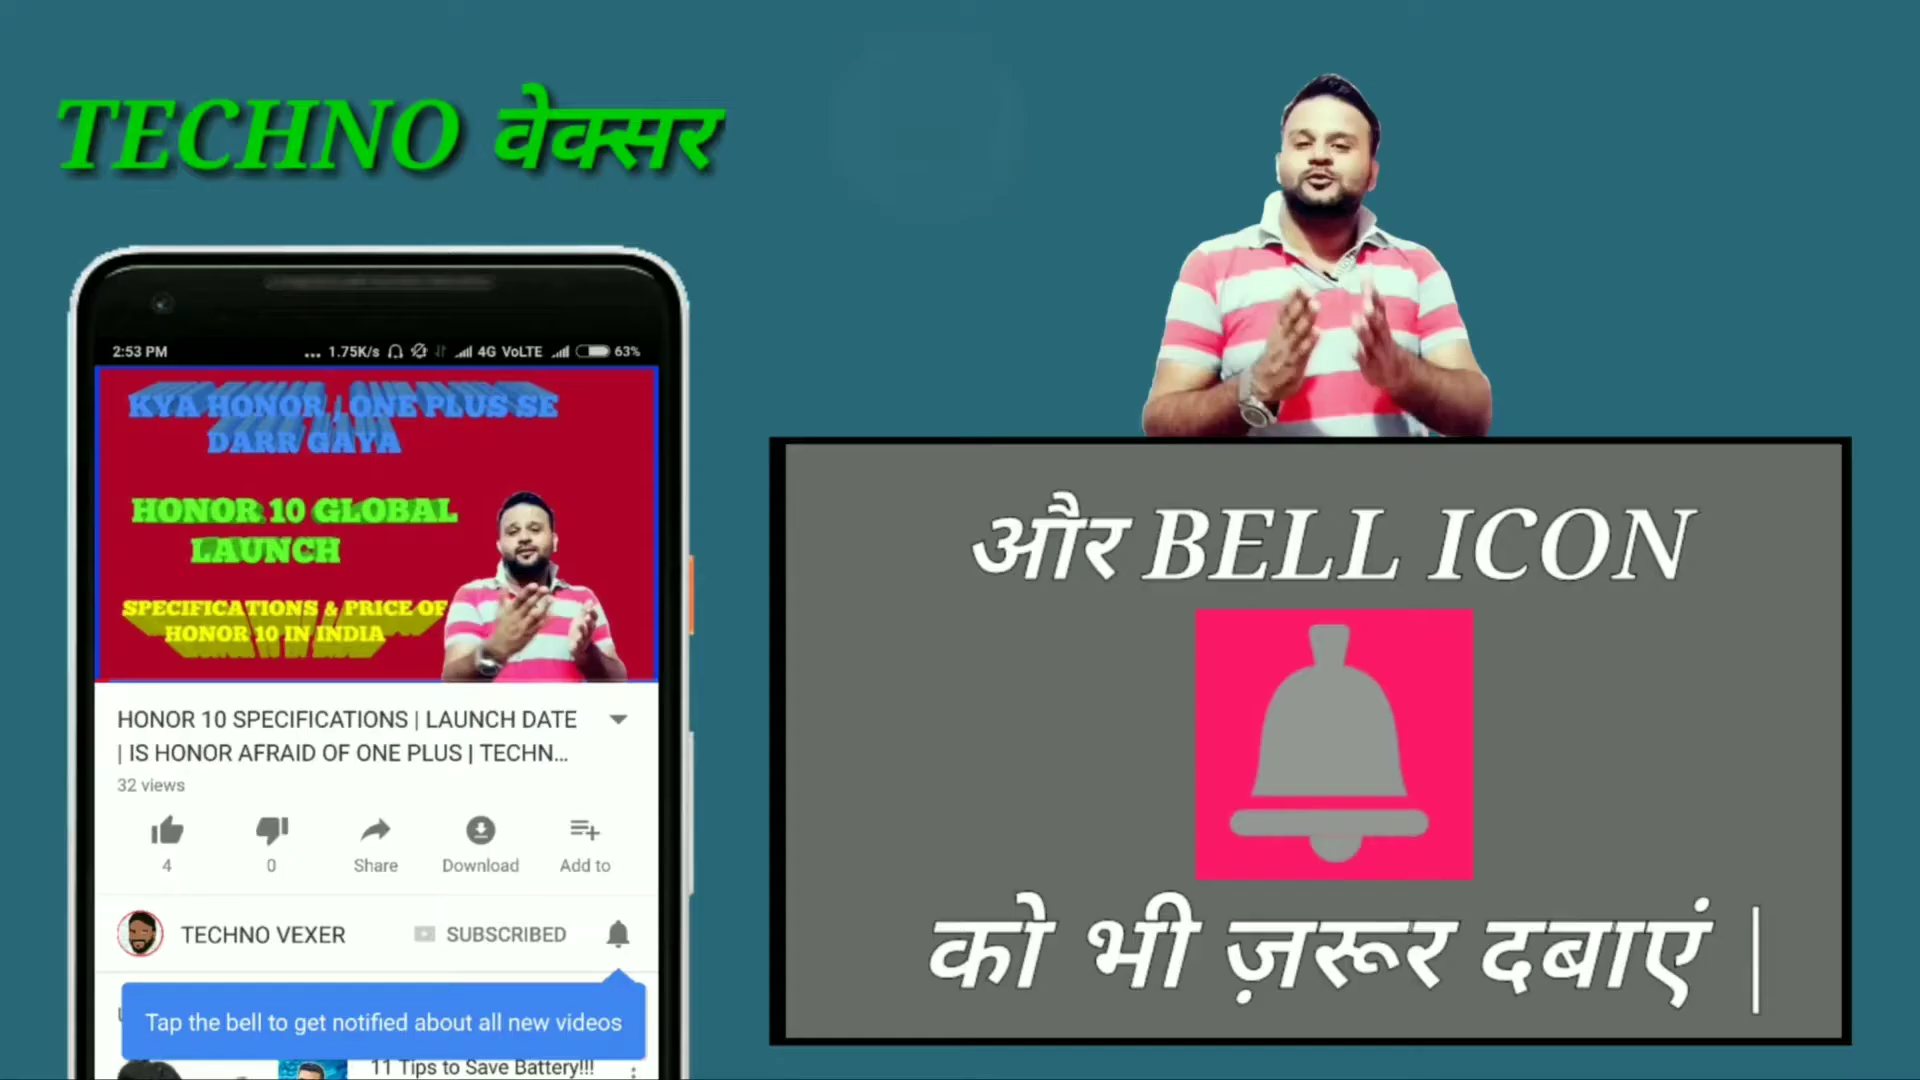 TECHNO वेक्सर
2:53 PM ... 1.75K/s 4G VoLTE 63%
KYA HONOR , ONE PLUS SE
DARR GAYA
HONOR 10 GLOBAL
LAUNCH
SPECIFICATIONS & PRICE OF
HONOR 10 IN INDIA
HONOR 10 SPECIFICATIONS | LAUNCH DATE
| IS HONOR AFRAID OF ONE PLUS | TECHN...
32 views
4 0 Share Download Add to
TECHNO VEXER SUBSCRIBED
Tap the bell to get notified about all new videos
11 Tips to Save Battery!!!
और BELL ICON
को भी ज़रूर दबाएं |